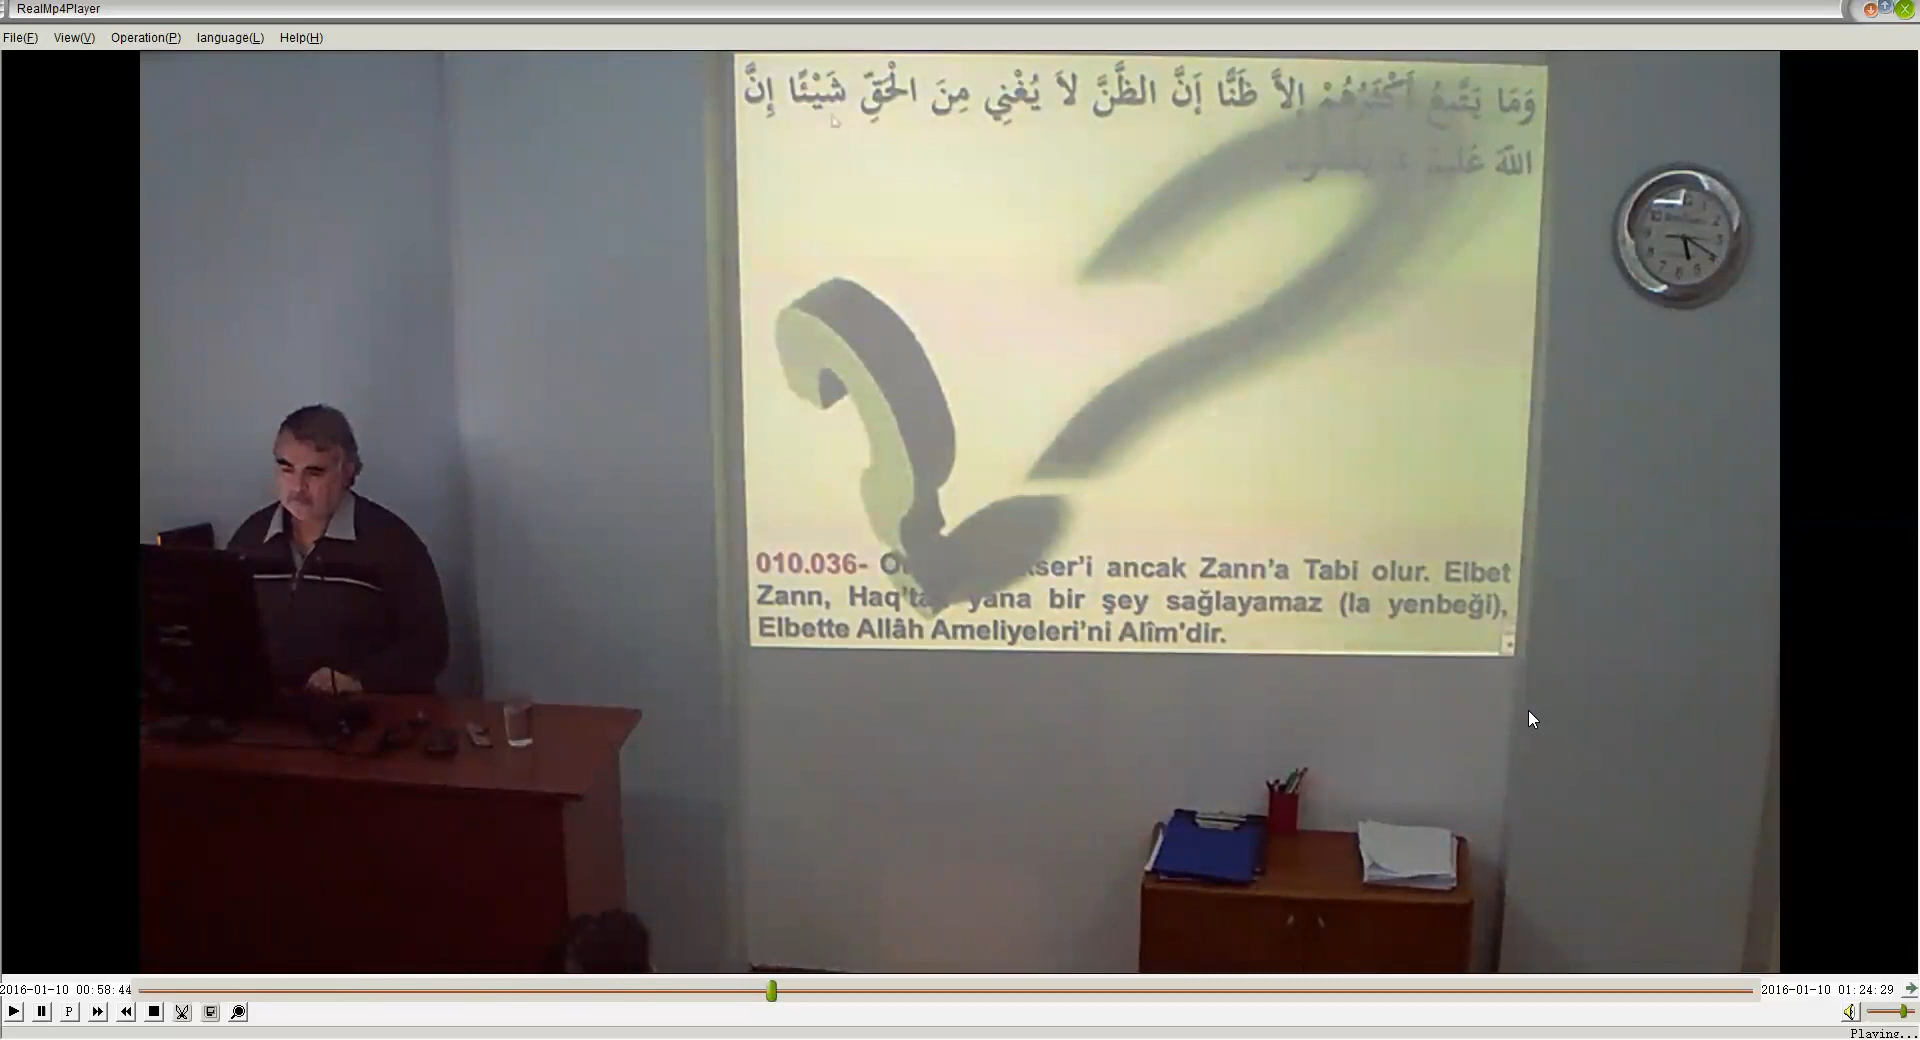 RealMp4Player
File(F) View(V) Operation(P) language(L) Help(H)
وَمَا يَتَّبِعُ أَكْثَرُهُمْ إِلاَّ ظَنًّا إَنَّ الظَّنَّ لاَ يُغْنِي مِنَ الْحَقِّ شَيْئًا إِنَّ
اللّهَ عَلَيمٌ
010.036- ancak Zann'a Tabi olur. Elbet
Zann, yana bir şey sağlayamaz (la yenbeği),
Elbette Allâh Ameliyeleri'ni Alîm'dir.
2016-01-10 00:58:44 2016-01-10 01:24:29
P
Playing...